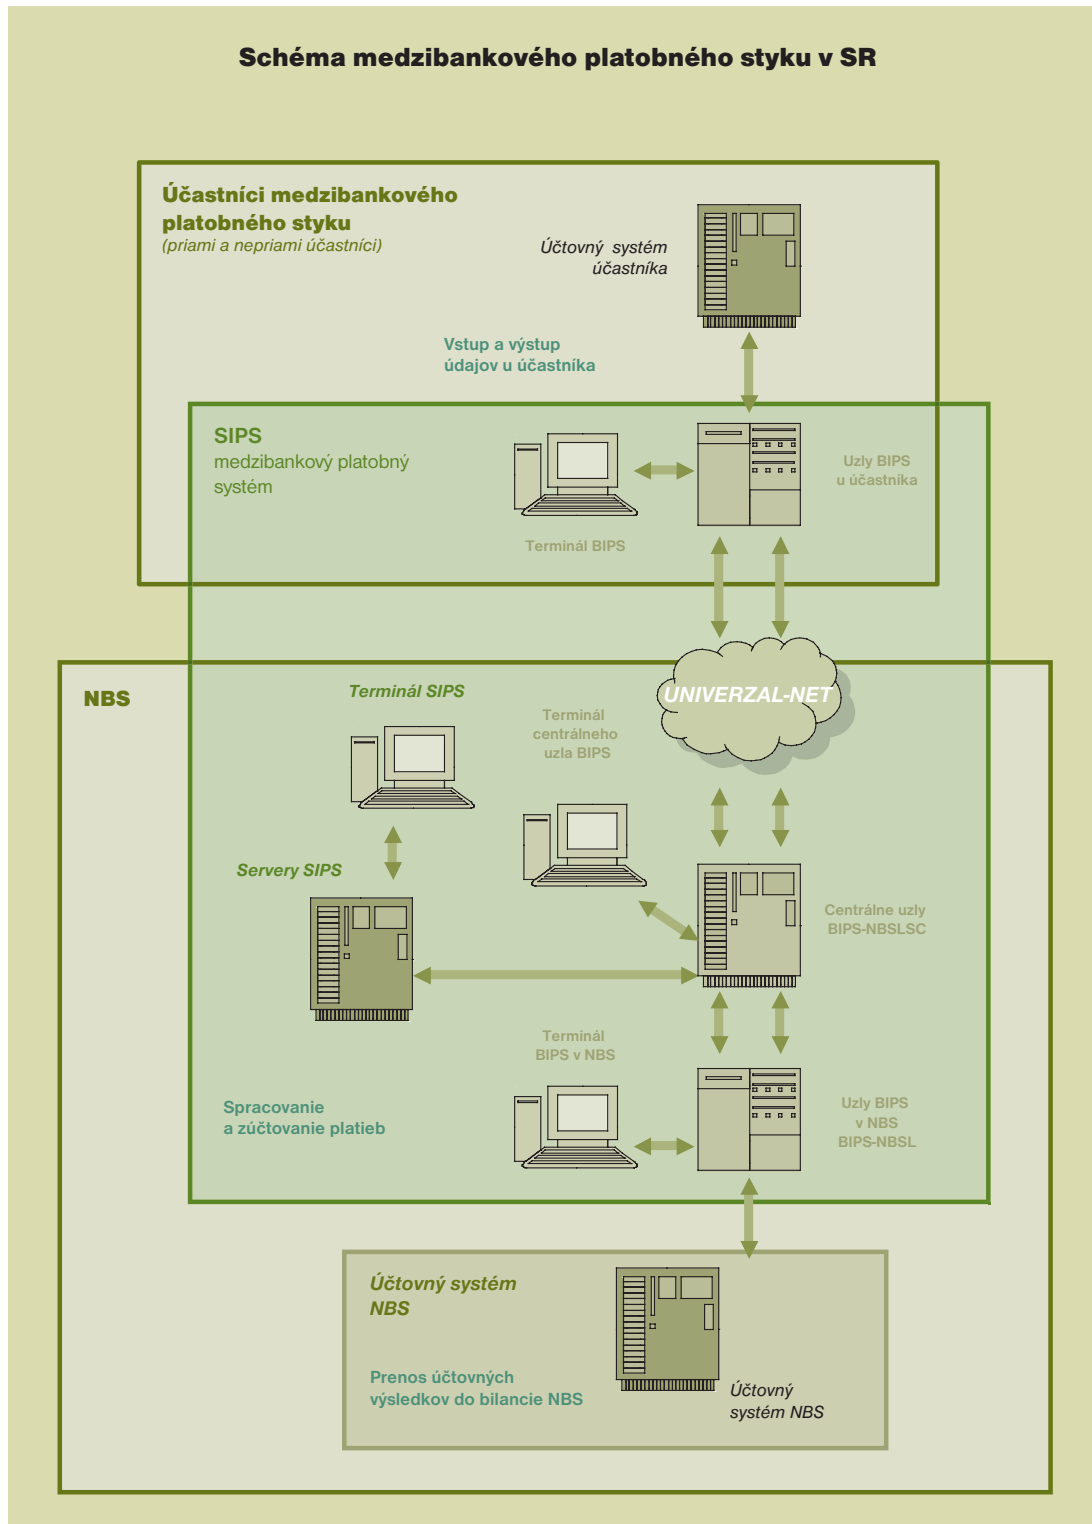 Schéma medzibankového platobného styku v SR
Účastníci medzibankového
platobného styku
(priami a nepriami účastníci)
Účtovný systém
účastníka
Vstup a výstup
údajov u účastníka
SIPS
medzibankový platobný
systém
Uzly BIPS
u účastníka
Terminál BIPS
NBS
Terminál SIPS
UNIVERZAL-NET
Terminál
centrálneho
uzla BIPS
Servery SIPS
Centrálne uzly
BIPS-NBSLSC
Terminál
BIPS v NBS
Spracovanie
a zúčtovanie platieb
Uzly BIPS
v NBS
BIPS-NBSL
Účtovný systém
NBS
Prenos účtovných
výsledkov do bilancie NBS
Účtovný
systém NBS